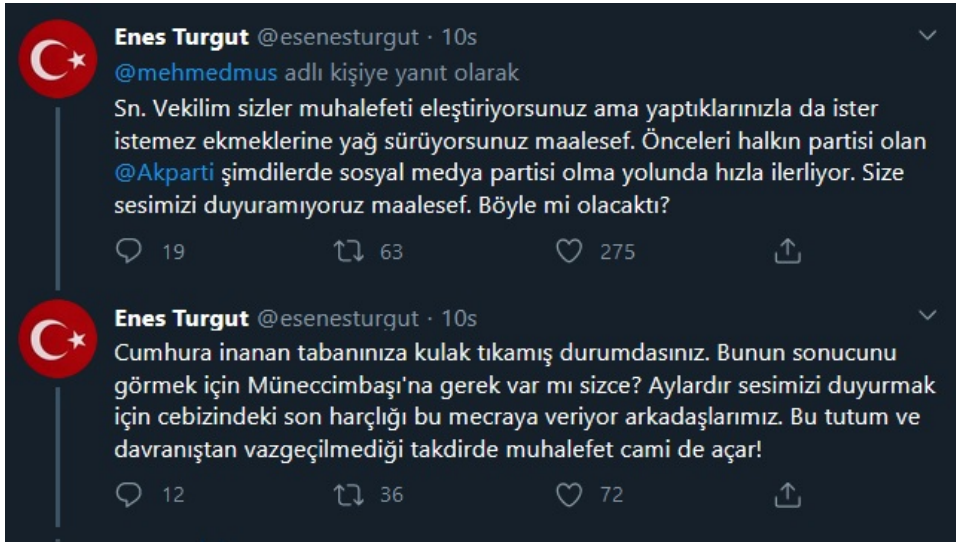 Enes Turgut @esenesturgut · 10s
@mehmedmus adlı kişiye yanıt olarak
Sn. Vekilim sizler muhalefeti eleştiriyorsunuz ama yaptıklarınızla da ister
istemez ekmeklerine yağ sürüyorsunuz maalesef. Önceleri halkın partisi olan
@Akparti şimdilerde sosyal medya partisi olma yolunda hızla ilerliyor. Size
sesimizi duyuramıyoruz maalesef. Böyle mi olacaktı?
19 63 275
Enes Turgut @esenesturgut · 10s
Cumhura inanan tabanınıza kulak tıkamış durumdasınız. Bunun sonucunu
görmek için Müneccimbaşı'na gerek var mı sizce? Aylardır sesimizi duyurmak
için cebizindeki son harçlığı bu mecraya veriyor arkadaşlarımız. Bu tutum ve
davranıştan vazgeçilmediği takdirde muhalefet cami de açar!
12 36 72